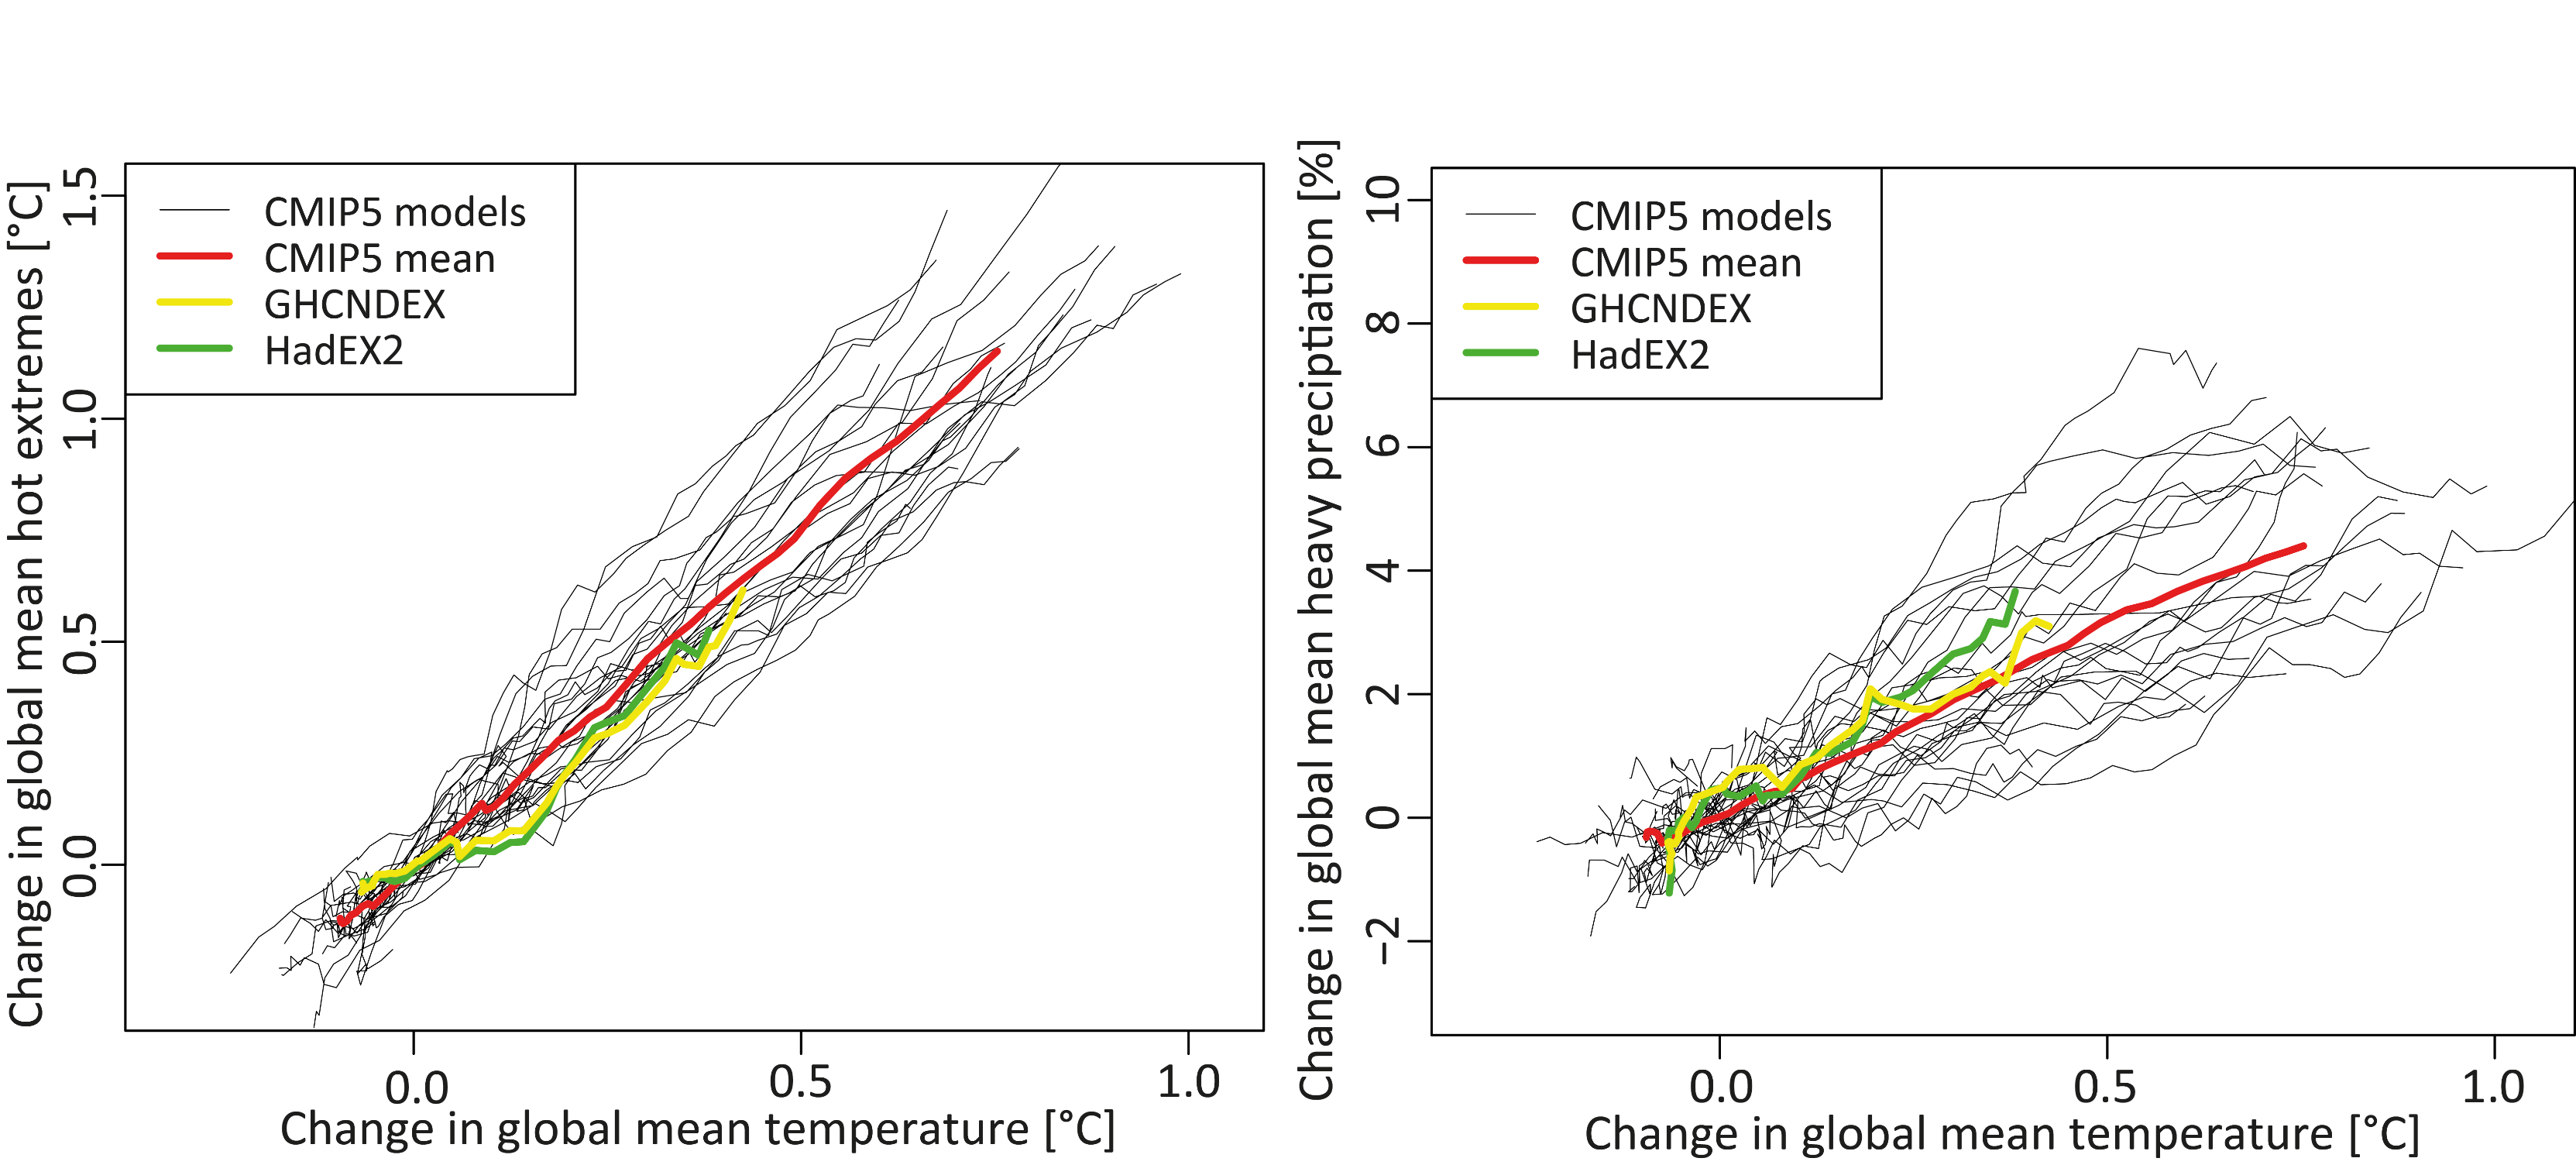 Change in global mean hot extremes [°C]
1.5
1.0
0.5
0.0
CMIP5 models
CMIP5 mean
GHCNDEX
HadEX2
0.0
0.5
1.0
Change in global mean temperature [°C]
Change in global mean heavy preciptiation [%]
10
8
6
4
2
0
−2
CMIP5 models
CMIP5 mean
GHCNDEX
HadEX2
0.0
0.5
1.0
Change in global mean temperature [°C]